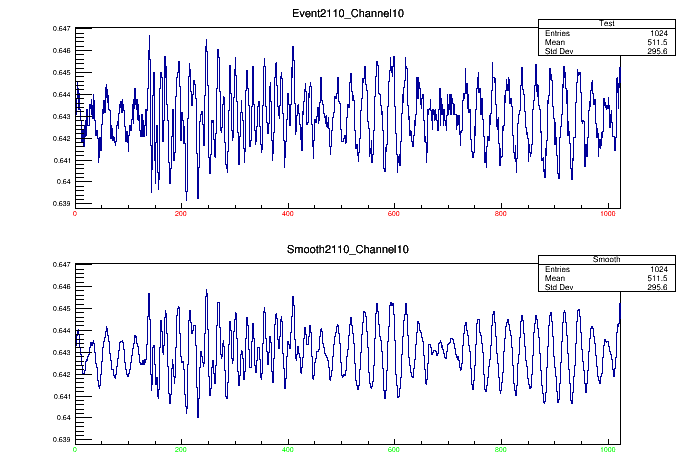 Event2110_Channel10
Test
Entries 1024
Mean 511.5
Std Dev 295.6
0.647
0.646
0.645
0.644
0.643
0.642
0.641
0.64
0.639
0 200 400 600 800 1000
Smooth2110_Channel10
Smooth
Entries 1024
Mean 511.5
Std Dev 295.6
0.647
0.646
0.645
0.644
0.643
0.642
0.641
0.64
0.639
0 200 400 600 800 1000